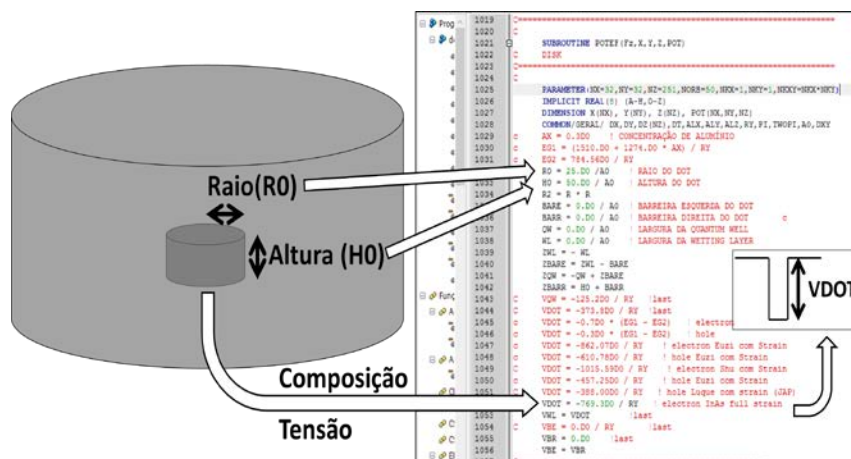 Raio(R0)
Altura (H0)
Composição
Tensão
VDOT
Prog
d
Funç
A
A
1019 C
1020 C
1021 SUBROUTINE POTEF(Fz,X,Y,Z,POT)
1022 C DISK
1023 C
1024 C
1025 PARAMETER(NX=32,NY=32,NZ=251,NORB=50,NKX=1,NKY=1,NKXY=NKX*NKY)
1026 IMPLICIT REAL(8) (A-H,O-Z)
1027 DIMENSION X(NX), Y(NY), Z(NZ), POT(NX,NY,NZ)
1028 COMMON/GERAL/ DX,DY,DZ(NZ),DT,ALX,ALY,ALZ,RY,PI,TWOPI,A0,DXY
1029 c AX = 0.3D0 ! CONCENTRAÇÃO DE ALUMÍNIO
1030 c EG1 = (1510.D0 + 1274.D0 * AX) / RY
1031 c EG2 = 784.56D0 / RY
R0 = 25.D0 /A0 ! RAIO DO DOT
1033 H0 = 50.D0 / A0 ! ALTURA DO DOT
1034 R2 = R * R
BARE = 0.D0 / A0 ! BARREIRA ESQUERDA DO DOT
1036 BARR = 0.D0 / A0 ! BARREIRA DIREITA DO DOT c
1037 QW = 0.D0 / A0 ! LARGURA DA QUANTUM WELL
1038 WL = 0.D0 / A0 ! LARGURA DA WETTING LAYER
1039 ZWL = - WL
1040 ZBARE = ZWL - BARE
1041 ZQW = -QW + ZBARE
1042 ZBARR = H0 + BARR
1043 C VQW = -125.2D0 / RY !last
1044 C VDOT = -373.8D0 / RY !last
1045 c VDOT = -0.7D0 * (EG1 - EG2) ! electron
1046 c VDOT = -0.3D0 * (EG1 - EG2) ! hole
1047 c VDOT = -862.07D0 / RY ! electron Euzi com Strain
1048 c VDOT = -610.78D0 / RY ! hole Euzi com Strain
1049 C VDOT = -1015.59D0 / RY ! electron Shu com Strain
1050 c VDOT = -457.25D0 / RY ! hole Euzi com Strain
1051 C VDOT = -388.00D0 / RY ! hole Luque com strain (JAP)
VDOT = -769.3D0 / RY ! electron InAs full strain
1053 VWL = VDOT !last
1054 C VBE = 0.D0 / RY !last
1055 VBR = 0.D0 !last
1056 VBE = VBR